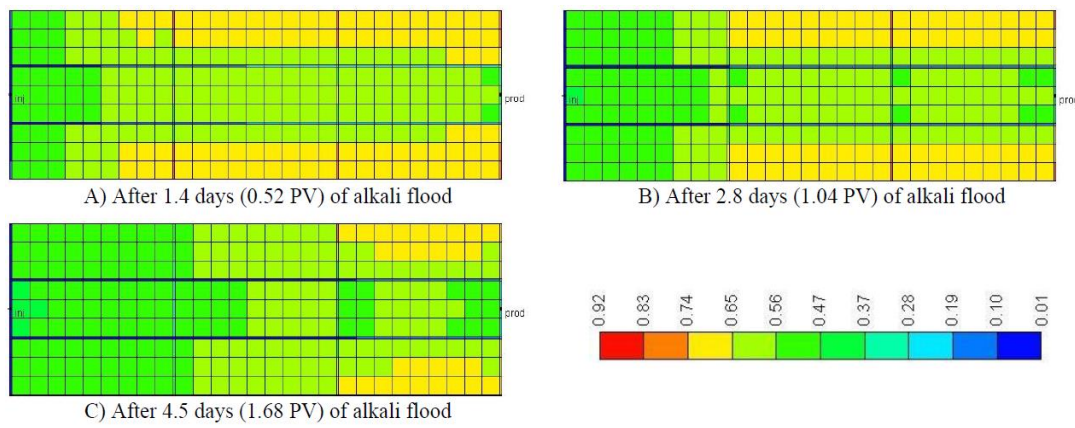 inj
prod
A) After 1.4 days (0.52 PV) of alkali flood
inj
prod
B) After 2.8 days (1.04 PV) of alkali flood
inj
prod
C) After 4.5 days (1.68 PV) of alkali flood
0.92
0.83
0.74
0.65
0.56
0.47
0.37
0.28
0.19
0.10
0.01